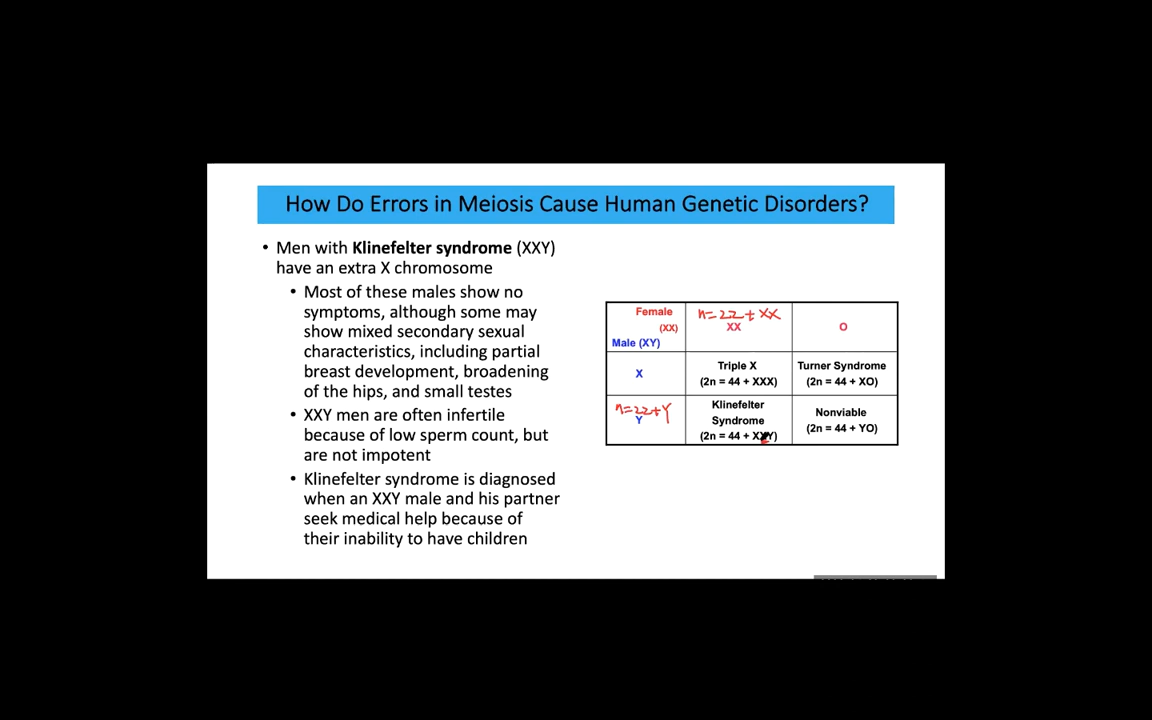 How Do Errors in Meiosis Cause Human Genetic Disorders?
• Men with Klinefelter syndrome (XXY)
have an extra X chromosome
• Most of these males show no
symptoms, although some may
show mixed secondary sexual
characteristics, including partial
breast development, broadening
of the hips, and small testes
• XXY men are often infertile
because of low sperm count, but
are not impotent
• Klinefelter syndrome is diagnosed
when an XXY male and his partner
seek medical help because of
their inability to have children
Female
(XX)
Male (XY)
n=22+XX
XX
O
X
Triple X
(2n = 44 + XXX)
Turner Syndrome
(2n = 44 + XO)
n=22+Y
Y
Klinefelter
Syndrome
(2n = 44 + XXY)
Nonviable
(2n = 44 + YO)